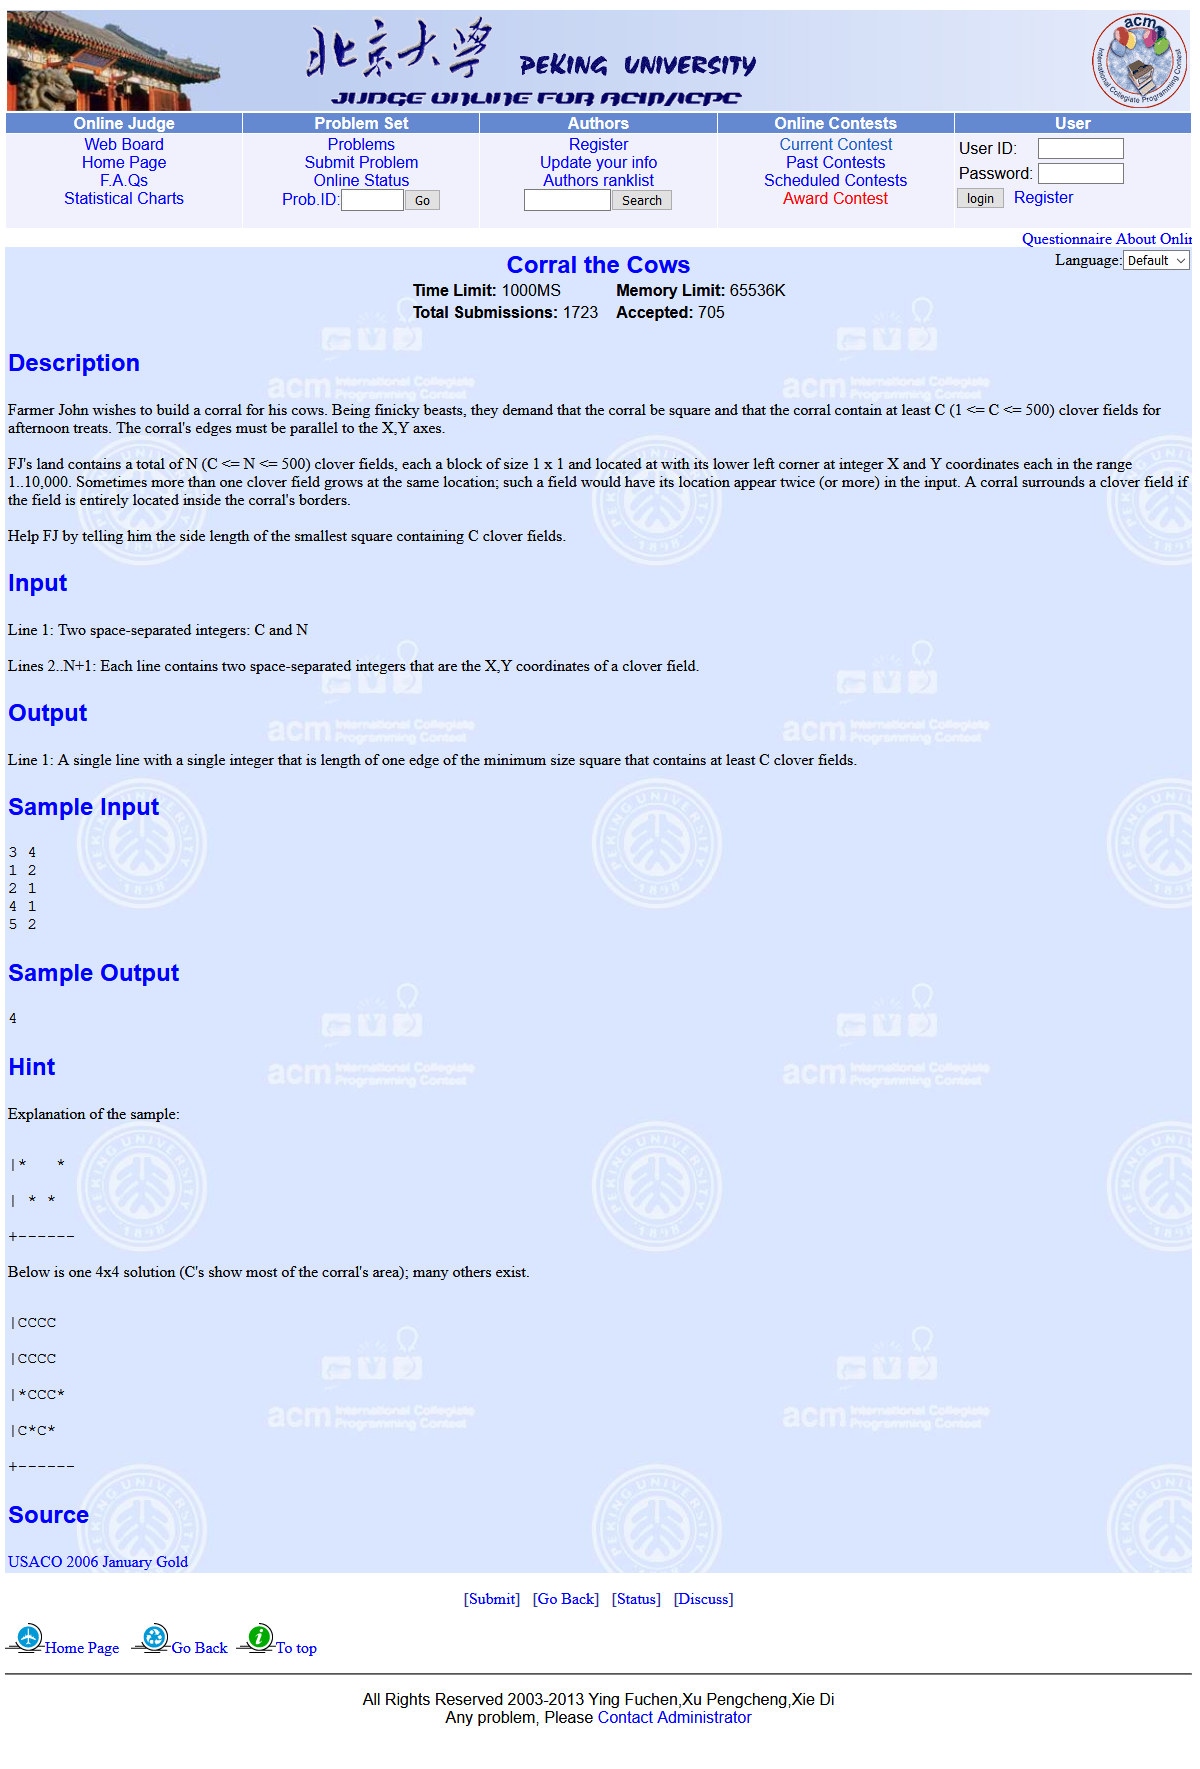 北京大學 PEKING UNIVERSITY
JUDGE ONLINE FOR ACM/ICPC
acm
International Collegiate Programming Contest
Online Judge Problem Set Authors Online Contests User
Web Board Problems Register Current Contest User ID:
Home Page Submit Problem Update your info Past Contests Password:
F.A.Qs Online Status Authors ranklist Scheduled Contests
Statistical Charts Prob.ID: Go Search Award Contest login Register
Questionnaire About Onlin
Language: Default
Corral the Cows
Time Limit: 1000MS Memory Limit: 65536K
Total Submissions: 1723 Accepted: 705
Description
Farmer John wishes to build a corral for his cows. Being finicky beasts, they demand that the corral be square and that the corral contain at least C (1 <= C <= 500) clover fields for
afternoon treats. The corral's edges must be parallel to the X,Y axes.
FJ's land contains a total of N (C <= N <= 500) clover fields, each a block of size 1 x 1 and located at with its lower left corner at integer X and Y coordinates each in the range
1..10,000. Sometimes more than one clover field grows at the same location; such a field would have its location appear twice (or more) in the input. A corral surrounds a clover field if
the field is entirely located inside the corral's borders.
Help FJ by telling him the side length of the smallest square containing C clover fields.
Input
Line 1: Two space-separated integers: C and N
Lines 2..N+1: Each line contains two space-separated integers that are the X,Y coordinates of a clover field.
Output
Line 1: A single line with a single integer that is length of one edge of the minimum size square that contains at least C clover fields.
Sample Input
3 4
1 2
2 1
4 1
5 2
Sample Output
4
Hint
Explanation of the sample:
|*   *
| * *
+------
Below is one 4x4 solution (C's show most of the corral's area); many others exist.
|CCCC
|CCCC
|*CCC*
|C*C*
+------
Source
USACO 2006 January Gold
[Submit] [Go Back] [Status] [Discuss]
Home Page Go Back To top
All Rights Reserved 2003-2013 Ying Fuchen,Xu Pengcheng,Xie Di
Any problem, Please Contact Administrator